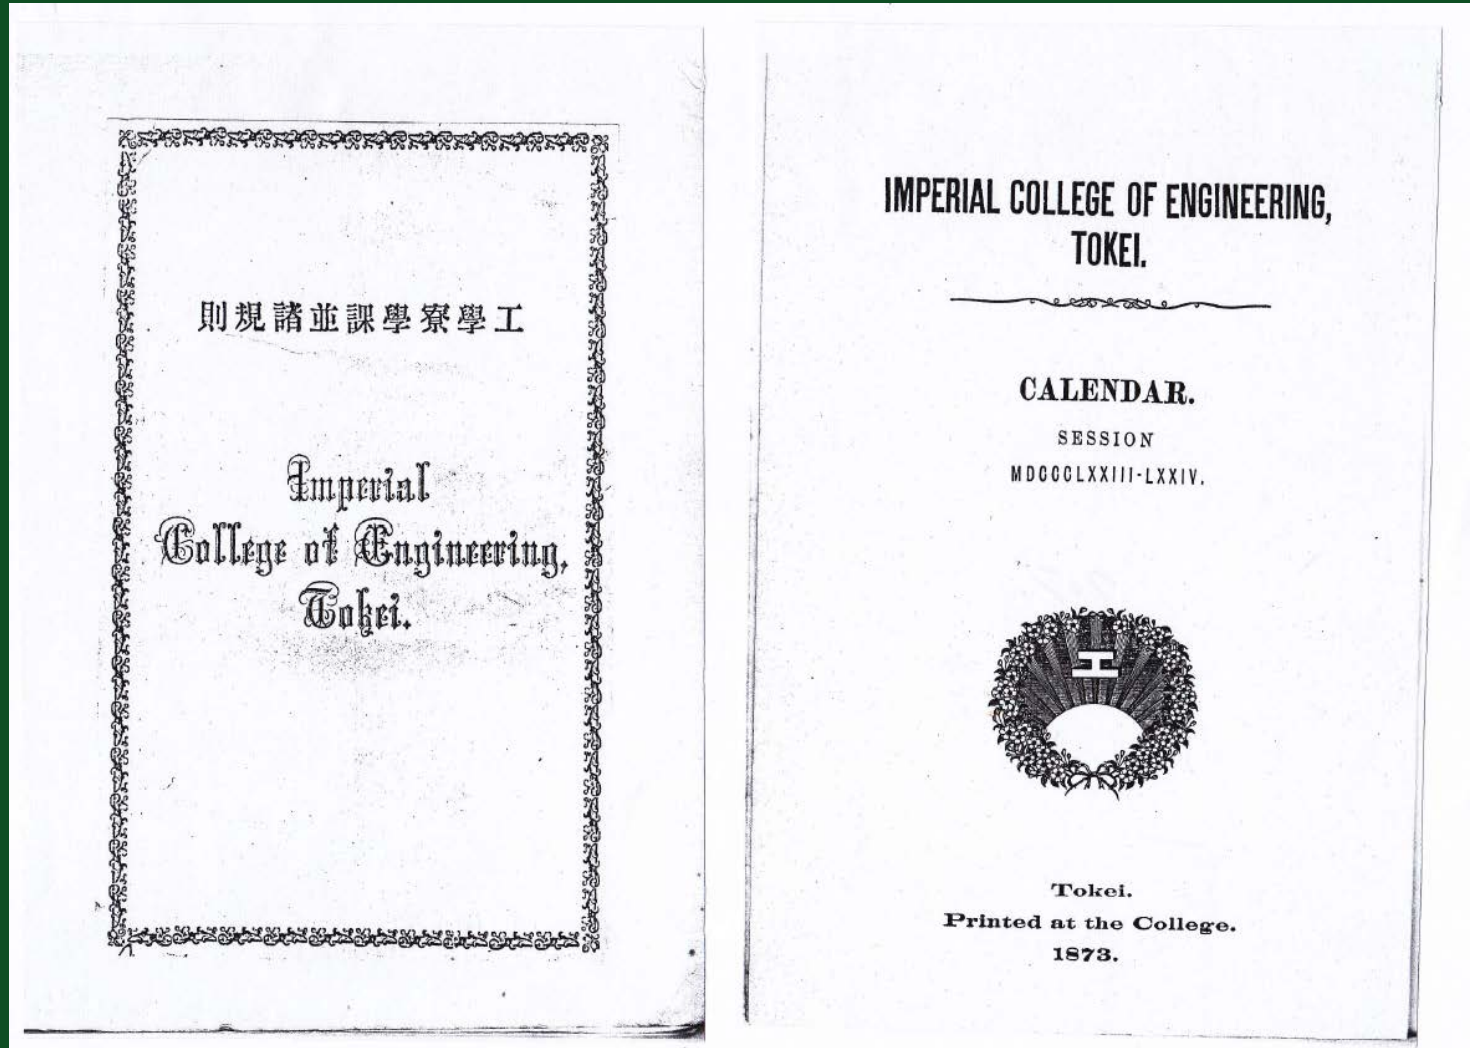 工學寮學課並諸規則
Imperial
College of Engineering,
Tokei.
IMPERIAL COLLEGE OF ENGINEERING,
TOKEI.
CALENDAR.
SESSION
MDCCCLXXIII-LXXIV.
工
Tokei.
Printed at the College.
1873.